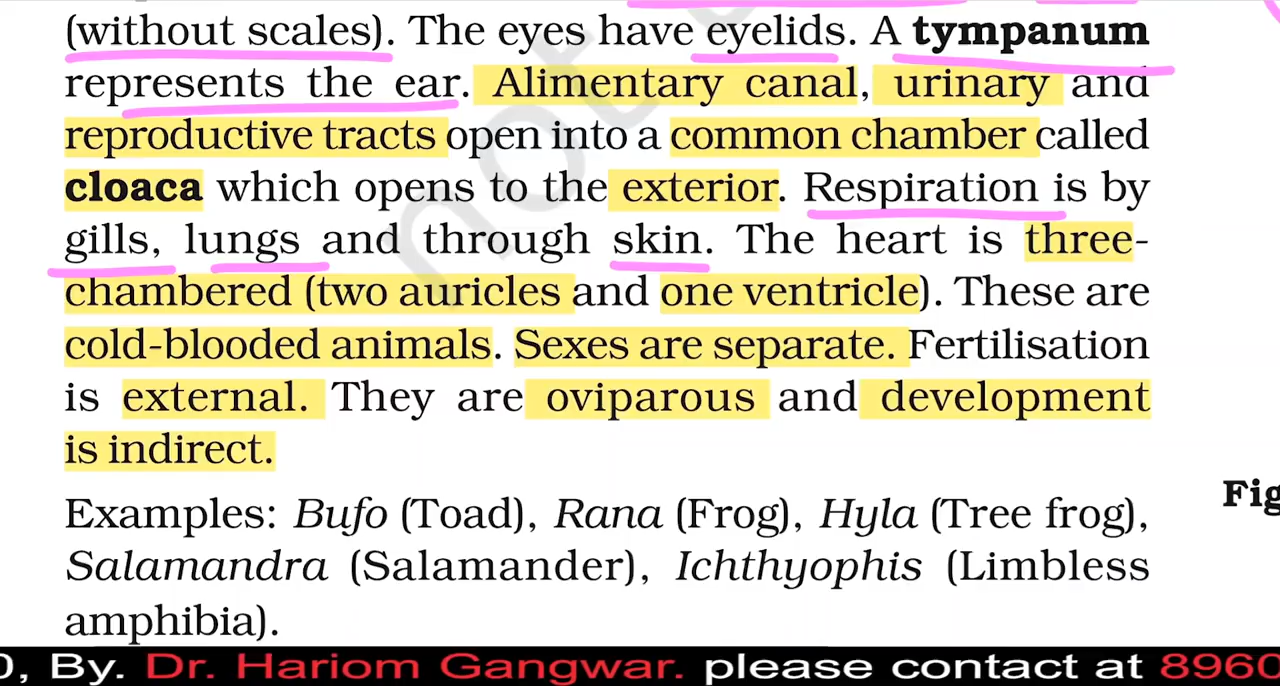 (without scales). The eyes have eyelids. A tympanum
represents the ear. Alimentary canal, urinary and
reproductive tracts open into a common chamber called
cloaca which opens to the exterior. Respiration is by
gills, lungs and through skin. The heart is three-
chambered (two auricles and one ventricle). These are
cold-blooded animals. Sexes are separate. Fertilisation
is external. They are oviparous and development
is indirect.
Fig
Examples: Bufo (Toad), Rana (Frog), Hyla (Tree frog),
Salamandra (Salamander), Ichthyophis (Limbless
amphibia).
0, By. Dr. Hariom Gangwar. please contact at 8960
not